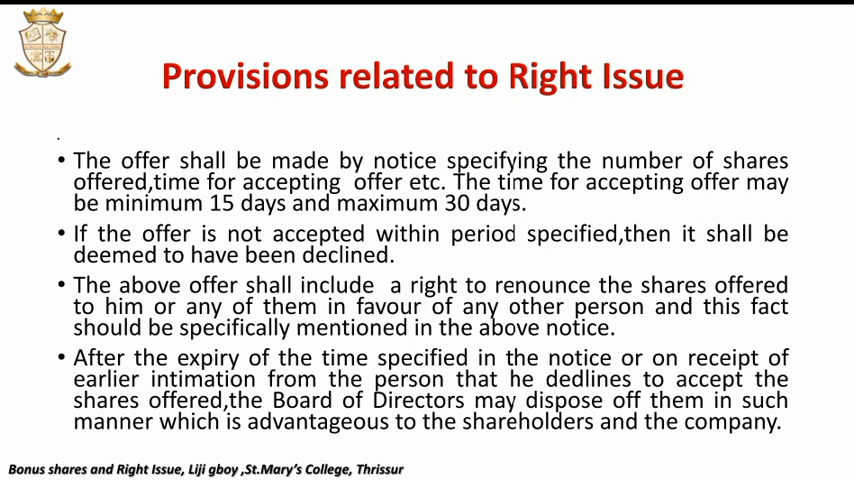 Provisions related to Right Issue
.
• The offer shall be made by notice specifying the number of shares
offered,time for accepting offer etc. The time for accepting offer may
be minimum 15 days and maximum 30 days.
• If the offer is not accepted within period specified,then it shall be
deemed to have been declined.
• The above offer shall include a right to renounce the shares offered
to him or any of them in favour of any other person and this fact
should be specifically mentioned in the above notice.
• After the expiry of the time specified in the notice or on receipt of
earlier intimation from the person that he dedlines to accept the
shares offered,the Board of Directors may dispose off them in such
manner which is advantageous to the shareholders and the company.
Bonus shares and Right Issue, Liji gboy ,St.Mary's College, Thrissur